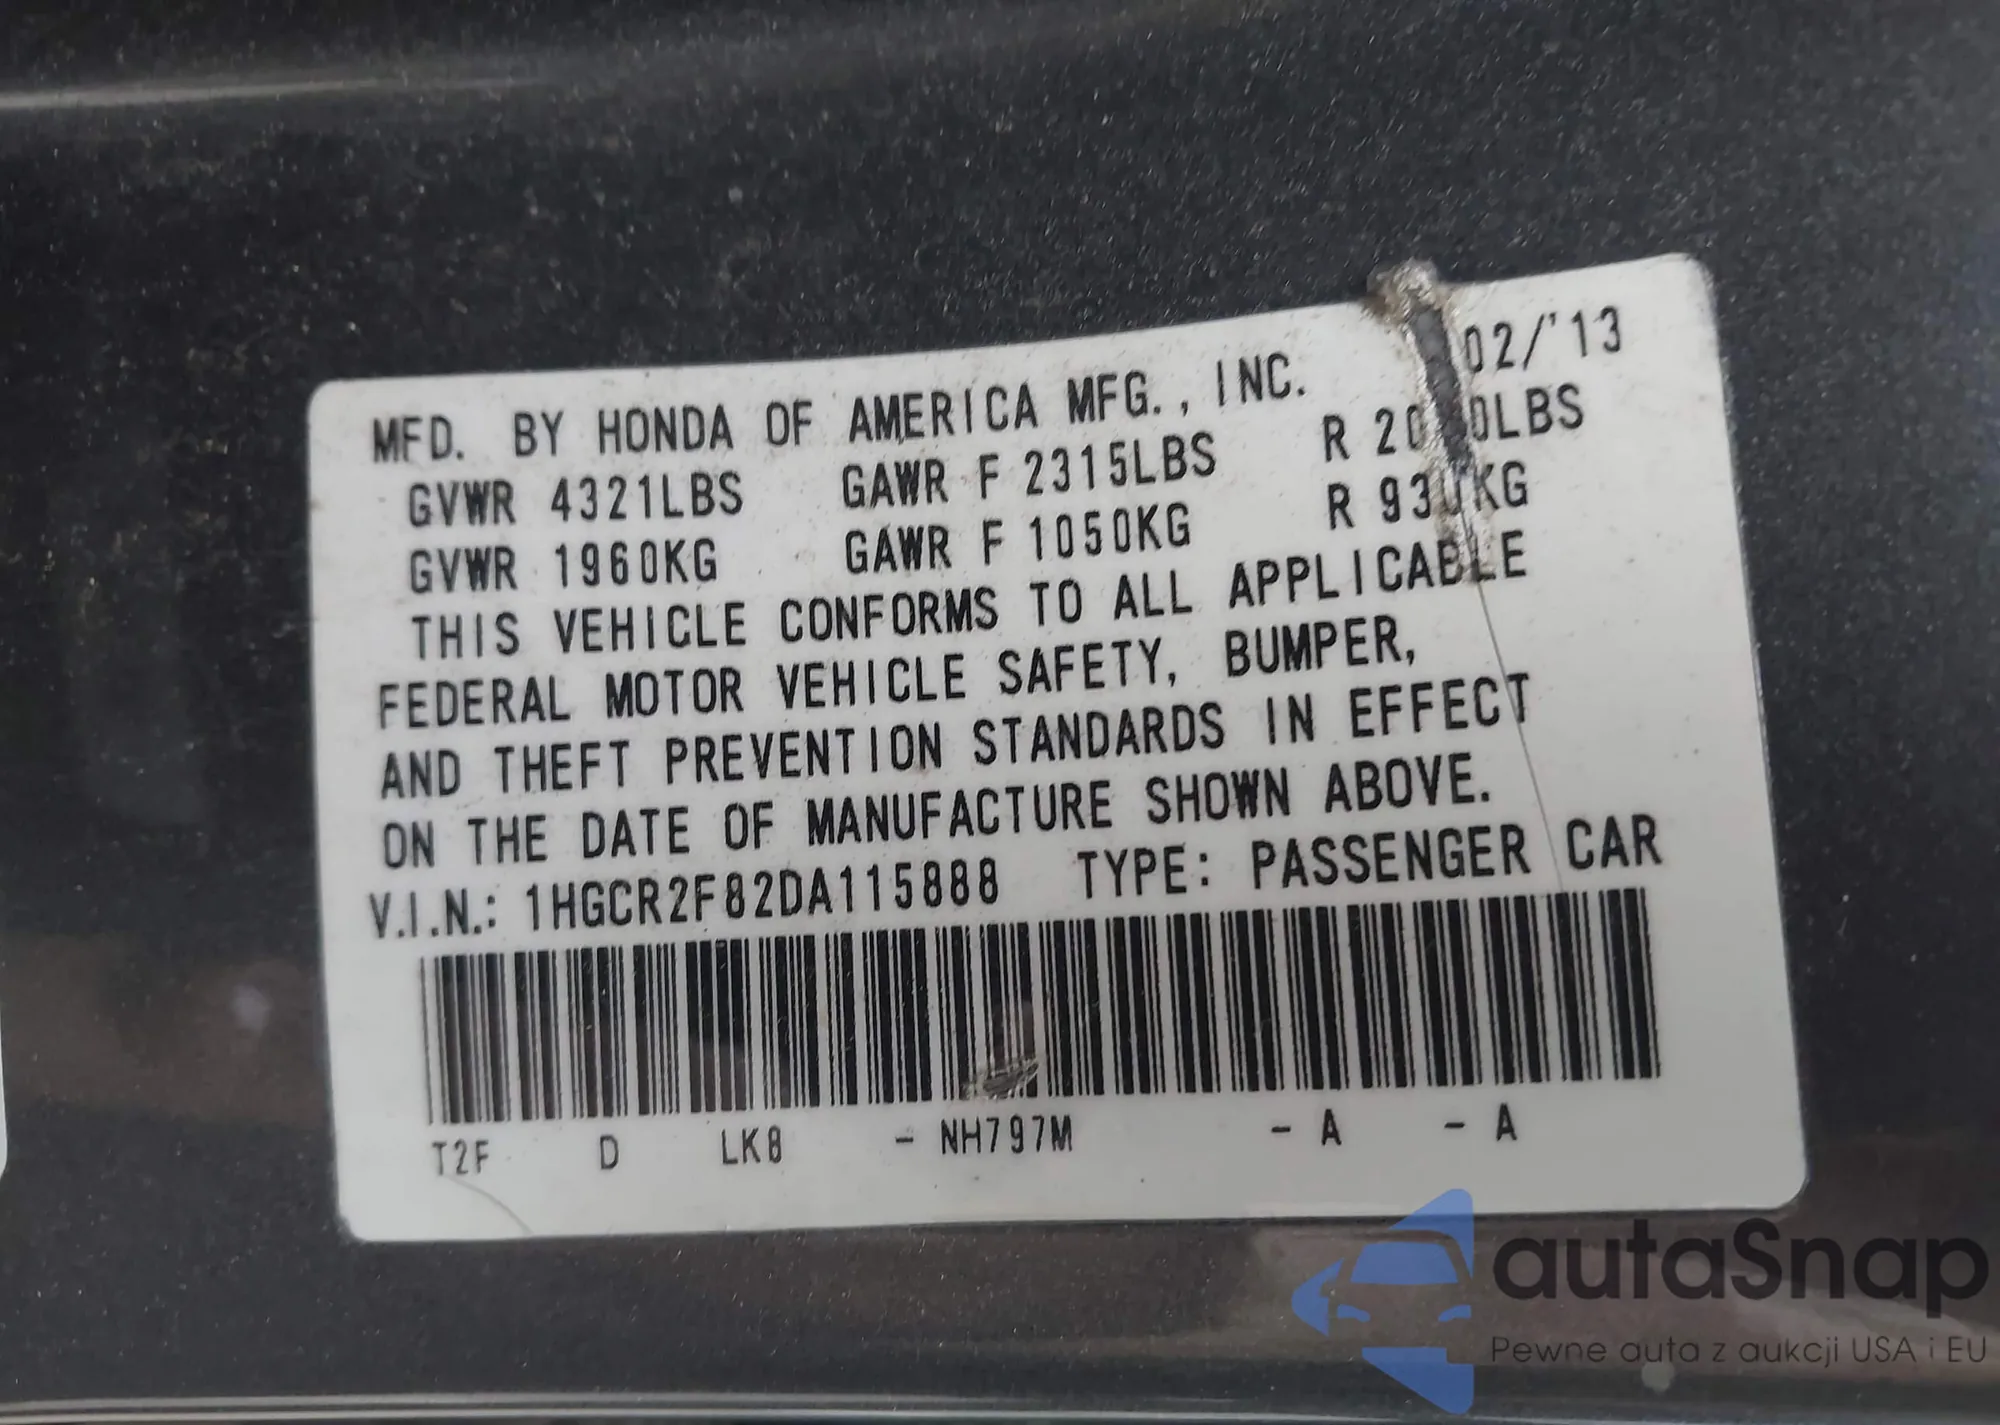 MFD. BY HONDA OF AMERICA MFG., INC. 02/'13
GVWR 4321LBS GAWR F 2315LBS R
GVWR 1960KG GAWR F 1050KG R 930KG
THIS VEHICLE CONFORMS TO ALL APPLICABLE
FEDERAL MOTOR VEHICLE SAFETY, BUMPER,
AND THEFT PREVENTION STANDARDS IN EFFECT
ON THE DATE OF MANUFACTURE SHOWN ABOVE.
V.I.N.: 1HGCR2F82DA115888 TYPE: PASSENGER CAR
T2F D LK8 - NH797M - A - A
autaSnap
Pewne auta z aukcji USA i EU